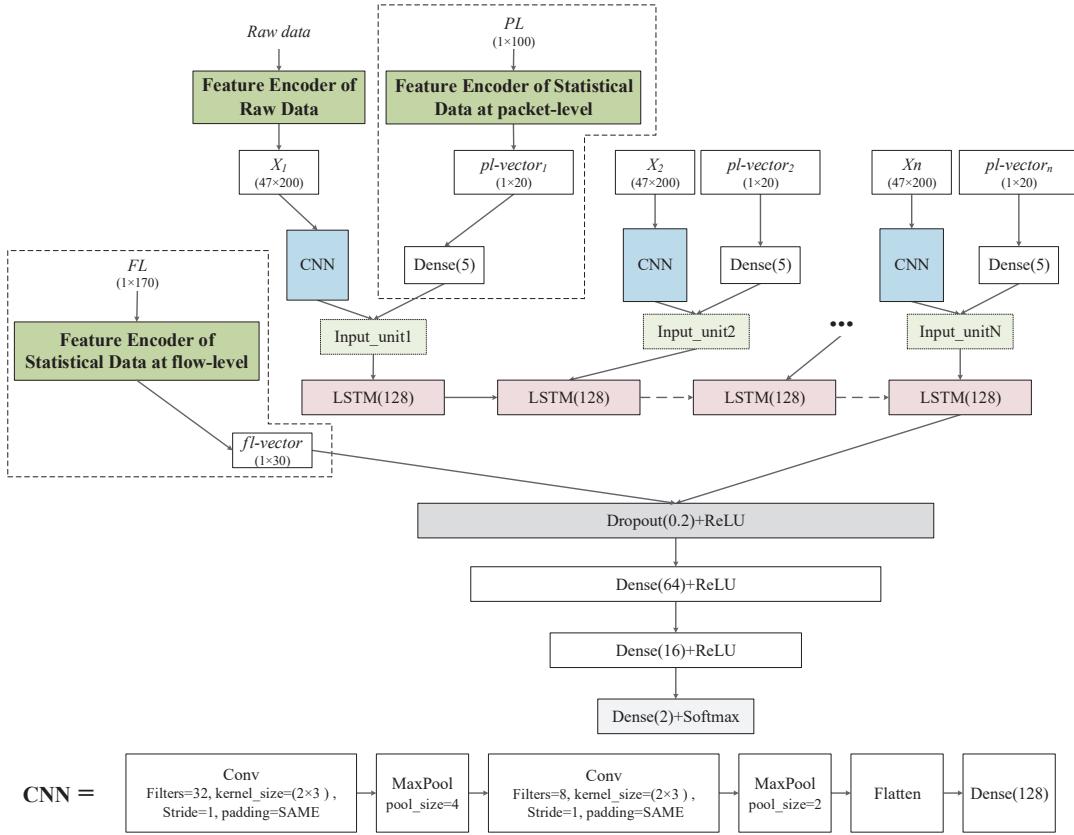 Raw data
PL
(1×100)
Feature Encoder of
Raw Data
Feature Encoder of Statistical
Data at packet-level
X1
(47×200)
pl-vector1
(1×20)
X2
(47×200)
pl-vector2
(1×20)
Xn
(47×200)
pl-vectorn
(1×20)
CNN
Dense(5)
CNN
Dense(5)
CNN
Dense(5)
FL
(1×170)
Feature Encoder of
Statistical Data at flow-level
Input_unit1
Input_unit2
...
Input_unitN
LSTM(128)
LSTM(128)
LSTM(128)
LSTM(128)
fl-vector
(1×30)
Dropout(0.2)+ReLU
Dense(64)+ReLU
Dense(16)+ReLU
Dense(2)+Softmax
CNN =
Conv
Filters=32, kernel_size=(2×3 ) ,
Stride=1, padding=SAME
MaxPool
pool_size=4
Conv
Filters=8, kernel_size=(2×3 ) ,
Stride=1, padding=SAME
MaxPool
pool_size=2
Flatten
Dense(128)